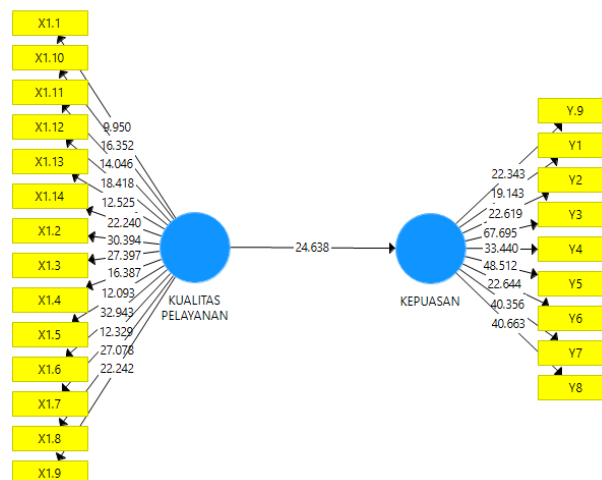 X1.1
X1.10
X1.11
X1.12
X1.13
X1.14
X1.2
X1.3
X1.4
X1.5
X1.6
X1.7
X1.8
X1.9
9.950
16.352
14.046
18.418
12.525
22.240
30.394
27.397
16.387
12.093
32.943
12.329
27.078
22.242
KUALITAS
PELAYANAN
24.638
KEPUASAN
22.343
19.143
22.619
67.695
33.440
48.512
22.644
40.356
40.663
Y.9
Y1
Y2
Y3
Y4
Y5
Y6
Y7
Y8